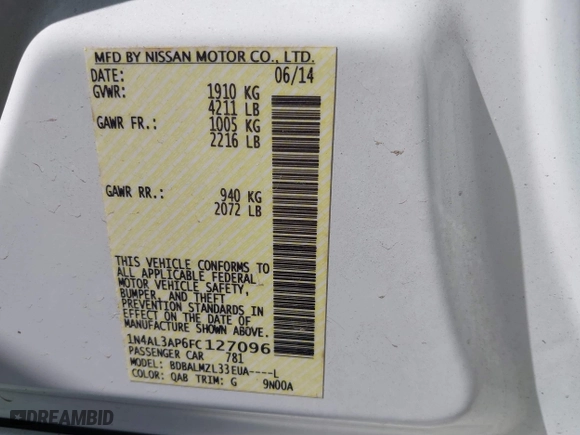 MFD BY NISSAN MOTOR CO., LTD.
DATE: 06/14
GVWR: 1910 KG
4211 LB
GAWR FR.: 1005 KG
2216 LB
GAWR RR.: 940 KG
2072 LB
THIS VEHICLE CONFORMS TO
ALL APPLICABLE FEDERAL
MOTOR VEHICLE SAFETY,
BUMPER, AND THEFT
PREVENTION STANDARDS IN
EFFECT ON THE DATE OF
MANUFACTURE SHOWN ABOVE.
1N4AL3AP6FC127096
PASSENGER CAR 781
MODEL: BDBALMZL33EUA----L
COLOR: QAB TRIM: G 9N00A
DREAMBID